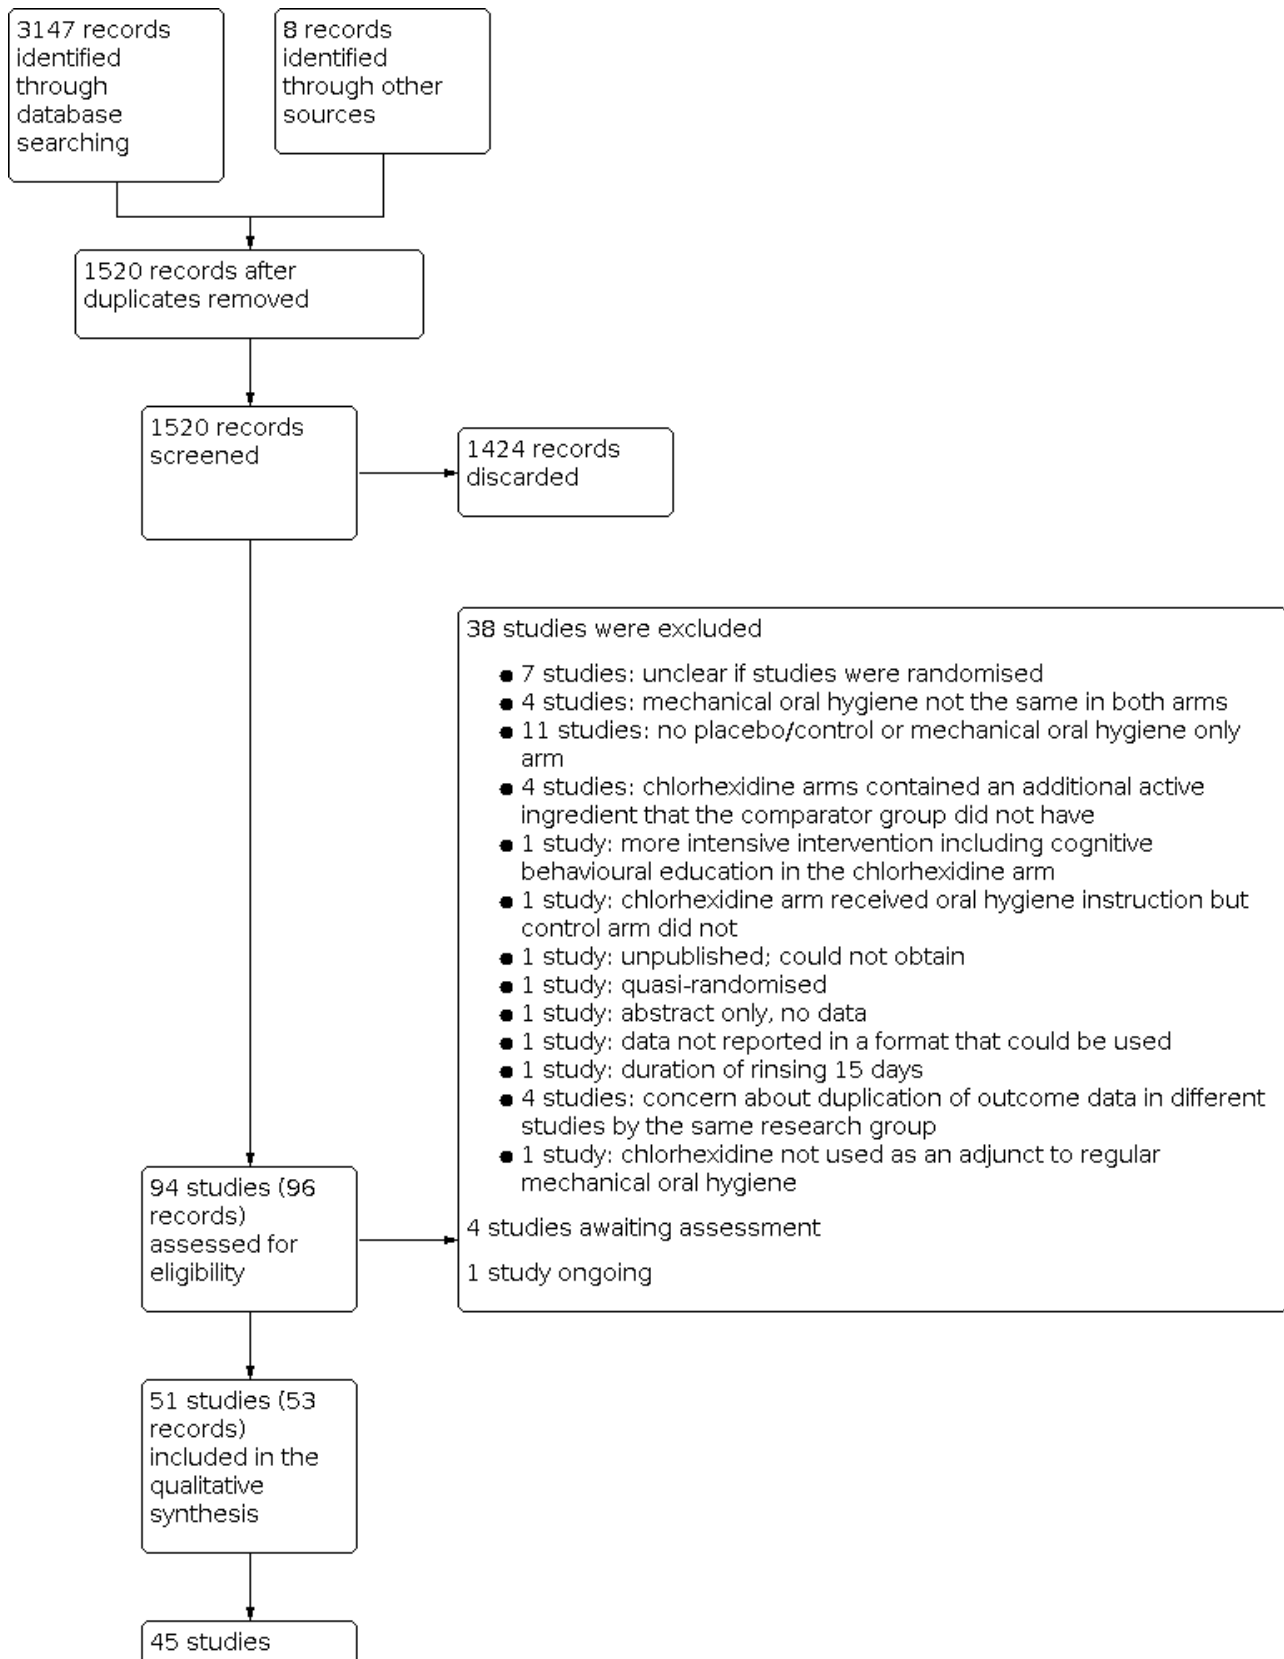 3147 records
identified
through
database
searching
8 records
identified
through other
sources
1520 records after
duplicates removed
1520 records
screened
1424 records
discarded
38 studies were excluded
● 7 studies: unclear if studies were randomised
● 4 studies: mechanical oral hygiene not the same in both arms
● 11 studies: no placebo/control or mechanical oral hygiene only
arm
● 4 studies: chlorhexidine arms contained an additional active
ingredient that the comparator group did not have
● 1 study: more intensive intervention including cognitive
behavioural education in the chlorhexidine arm
● 1 study: chlorhexidine arm received oral hygiene instruction but
control arm did not
● 1 study: unpublished; could not obtain
● 1 study: quasi-randomised
● 1 study: abstract only, no data
● 1 study: data not reported in a format that could be used
● 1 study: duration of rinsing 15 days
● 4 studies: concern about duplication of outcome data in different
studies by the same research group
● 1 study: chlorhexidine not used as an adjunct to regular
mechanical oral hygiene
4 studies awaiting assessment
1 study ongoing
94 studies (96
records)
assessed for
eligibility
51 studies (53
records)
included in the
qualitative
synthesis
45 studies